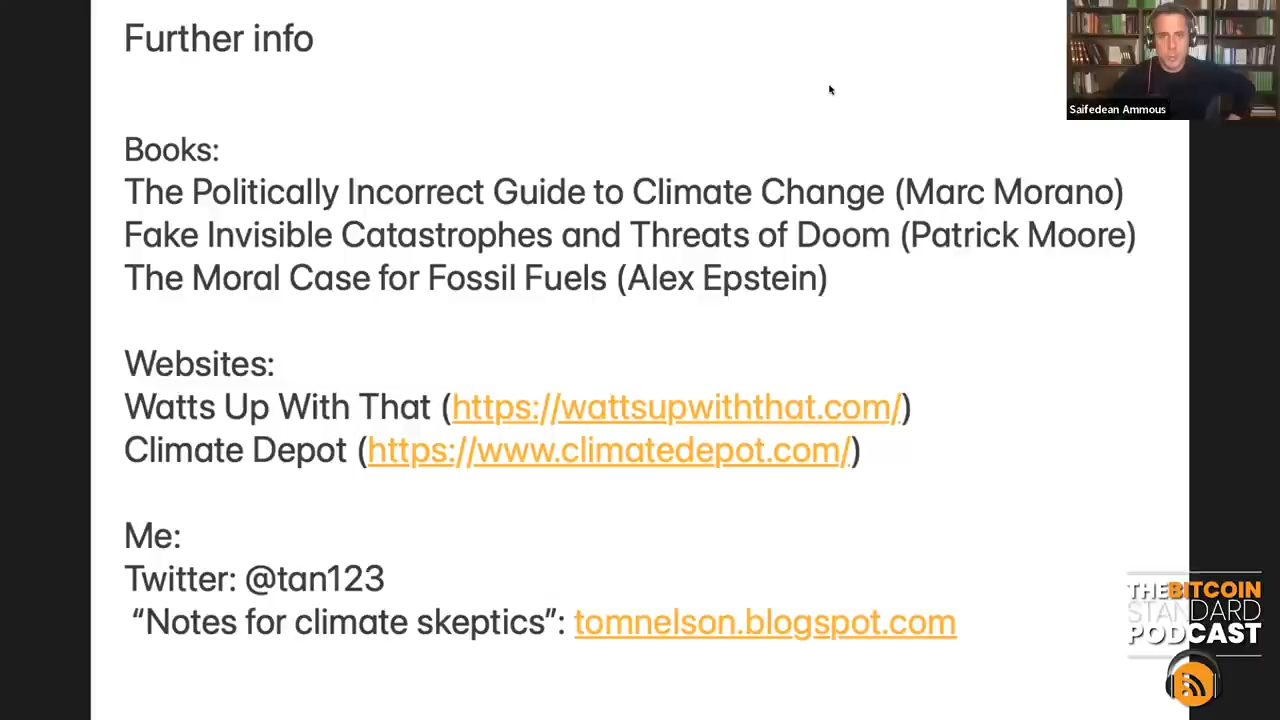 Further info
Saifedean Ammous
Books:
The Politically Incorrect Guide to Climate Change (Marc Morano)
Fake Invisible Catastrophes and Threats of Doom (Patrick Moore)
The Moral Case for Fossil Fuels (Alex Epstein)
Websites:
Watts Up With That (https://wattsupwiththat.com/)
Climate Depot (https://www.climatedepot.com/)
Me:
Twitter: @tan123
“Notes for climate skeptics”: tomnelson.blogspot.com
THEBITCOIN
STANDARD
PODCAST